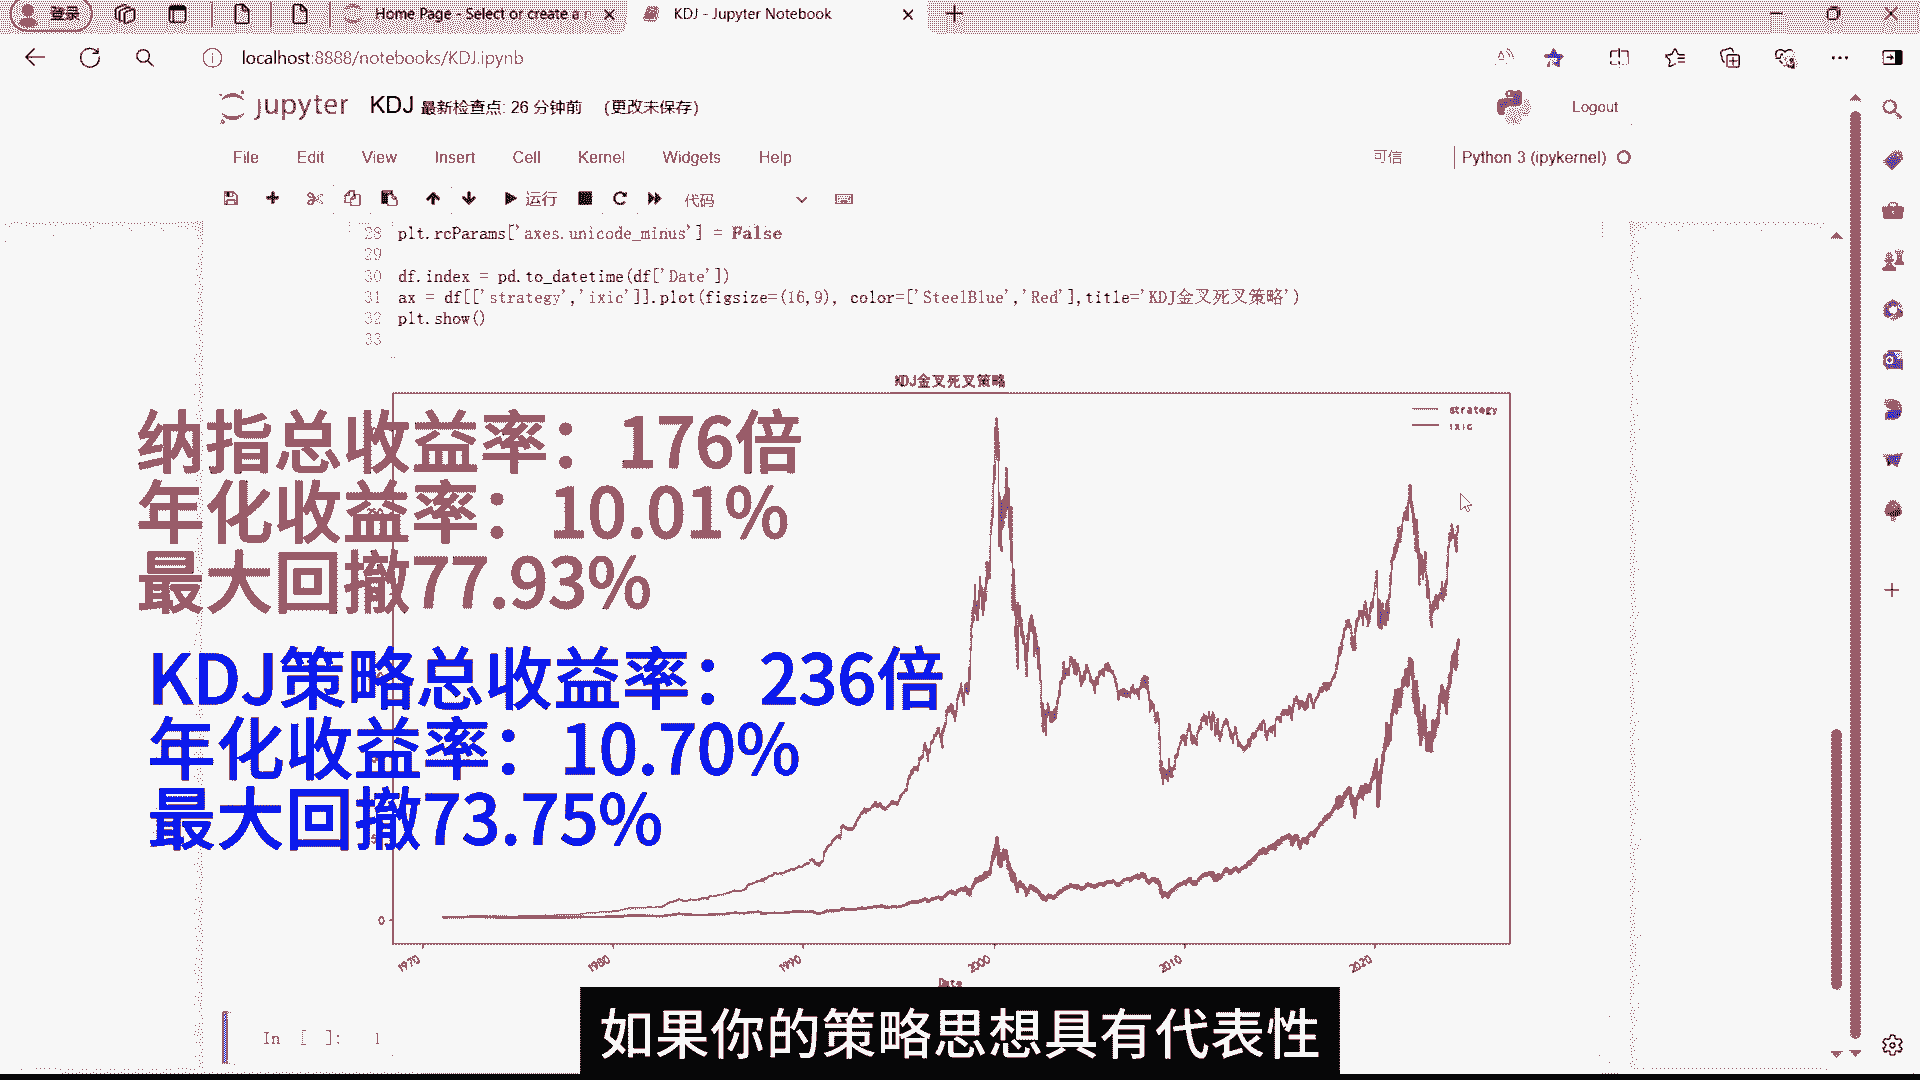 登录
Home Page - Select or create a n
KDJ - Jupyter Notebook
localhost:8888/notebooks/KDJ.ipynb
jupyter KDJ 最新检查点: 26 分钟前 (更改未保存)
Logout
File Edit View Insert Cell Kernel Widgets Help
可信 Python 3 (ipykernel)
运行 代码
28 plt.rcParams['axes.unicode_minus'] = False
29
30 df.index = pd.to_datetime(df['Date'])
31 ax = df[['strategy','ixic']].plot(figsize=(16,9), color=['SteelBlue','Red'],title='KDJ金叉死叉策略')
32 plt.show()
33
KDJ金叉死叉策略
strategy
ixic
纳指总收益率：176倍
年化收益率：10.01%
最大回撤77.93%
KDJ策略总收益率：236倍
年化收益率：10.70%
最大回撤73.75%
0
1970 1980 1990 2000 2010 2020
Date
In [ ]: 1
如果你的策略思想具有代表性